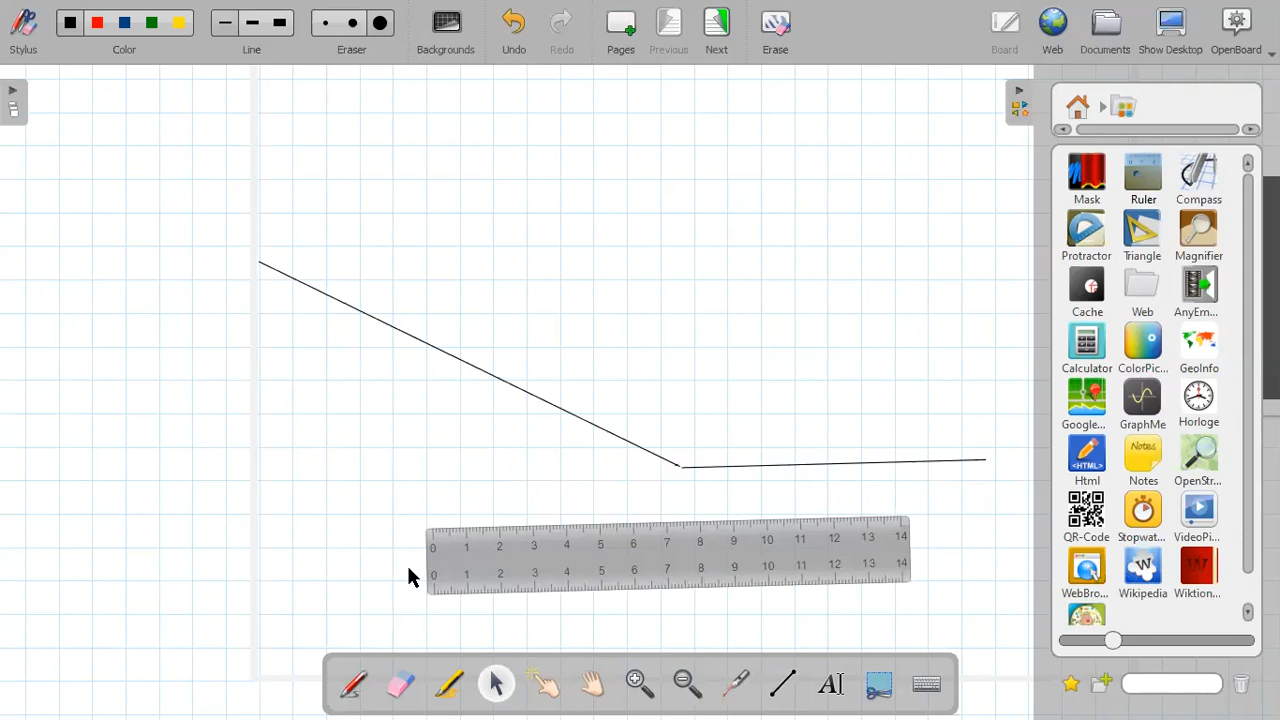 Stylus Color Line Eraser Backgrounds Undo Redo Pages Previous Next Erase Board Web Documents Show Desktop OpenBoard
Mask Ruler Compass
Protractor Triangle Magnifier
Cache Web AnyEm...
Calculator ColorPic... GeoInfo
Google... GraphMe Horloge
<HTML> Notes
Html Notes OpenStr...
QR-Code Stopwat... VideoPi...
W W
WebBro... Wikipedia Wiktion...
0 1 2 3 4 5 6 7 8 9 10 11 12 13 14
0 1 2 3 4 5 6 7 8 9 10 11 12 13 14
A